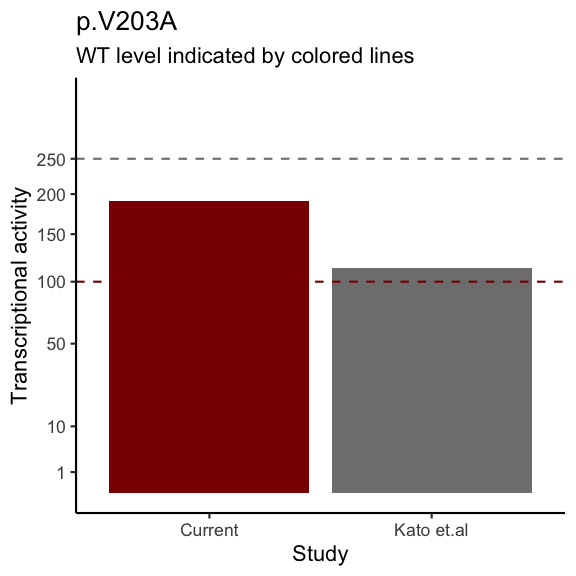 p.V203A
WT level indicated by colored lines
Transcriptional activity
250
200
150
100
50
10
1
Current
Kato et.al
Study